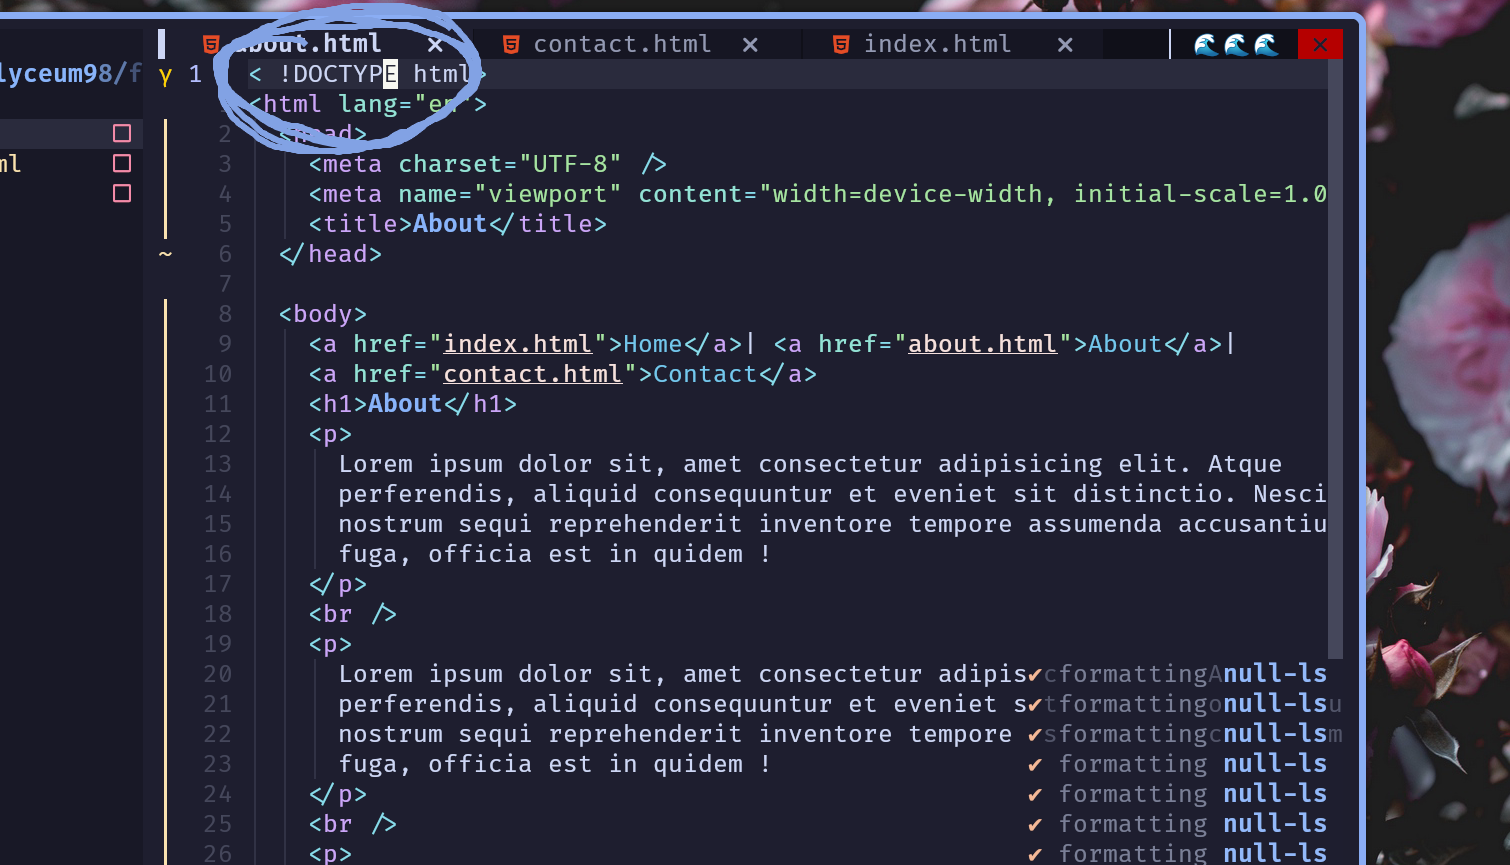 about.html contact.html index.html
lyceum98/f 1 < !DOCTYPE html>
1 <html lang="en">
2 <head>
ml 3 <meta charset="UTF-8" />
4 <meta name="viewport" content="width=device-width, initial-scale=1.0
5 <title>About</title>
~ 6 </head>
7
8 <body>
9 <a href="index.html">Home</a>| <a href="about.html">About</a>|
10 <a href="contact.html">Contact</a>
11 <h1>About</h1>
12 <p>
13 Lorem ipsum dolor sit, amet consectetur adipisicing elit. Atque
14 perferendis, aliquid consequuntur et eveniet sit distinctio. Nesci
15 nostrum sequi reprehenderit inventore tempore assumenda accusantiu
16 fuga, officia est in quidem !
17 </p>
18 <br />
19 <p>
20 Lorem ipsum dolor sit, amet consectetur adipis✔cformattingAnull-ls
21 perferendis, aliquid consequuntur et eveniet s✔tformattingonull-lsu
22 nostrum sequi reprehenderit inventore tempore ✔sformattingcnull-lsm
23 fuga, officia est in quidem ! ✔ formatting null-ls
24 </p> ✔ formatting null-ls
25 <br /> ✔ formatting null-ls
26 <p> ✔ formatting null-ls